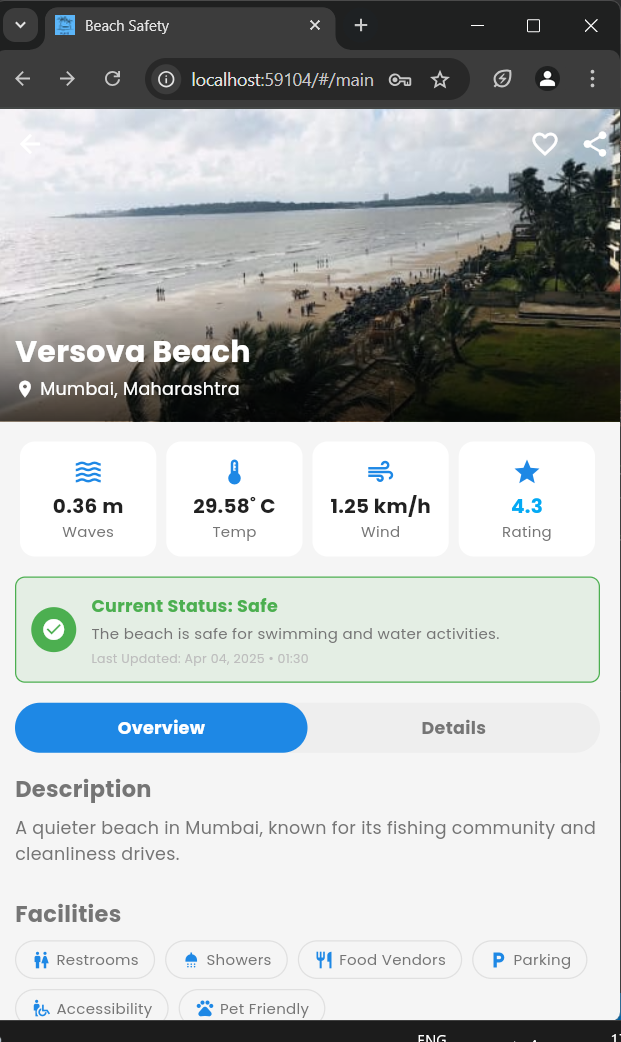 Beach Safety
localhost:59104/#/main
Versova Beach
Mumbai, Maharashtra
0.36 m
Waves
29.58° C
Temp
1.25 km/h
Wind
4.3
Rating
Current Status: Safe
The beach is safe for swimming and water activities.
Last Updated: Apr 04, 2025 • 01:30
Overview
Details
Description
A quieter beach in Mumbai, known for its fishing community and
cleanliness drives.
Facilities
Restrooms
Showers
Food Vendors
P Parking
Accessibility
Pet Friendly
ENG